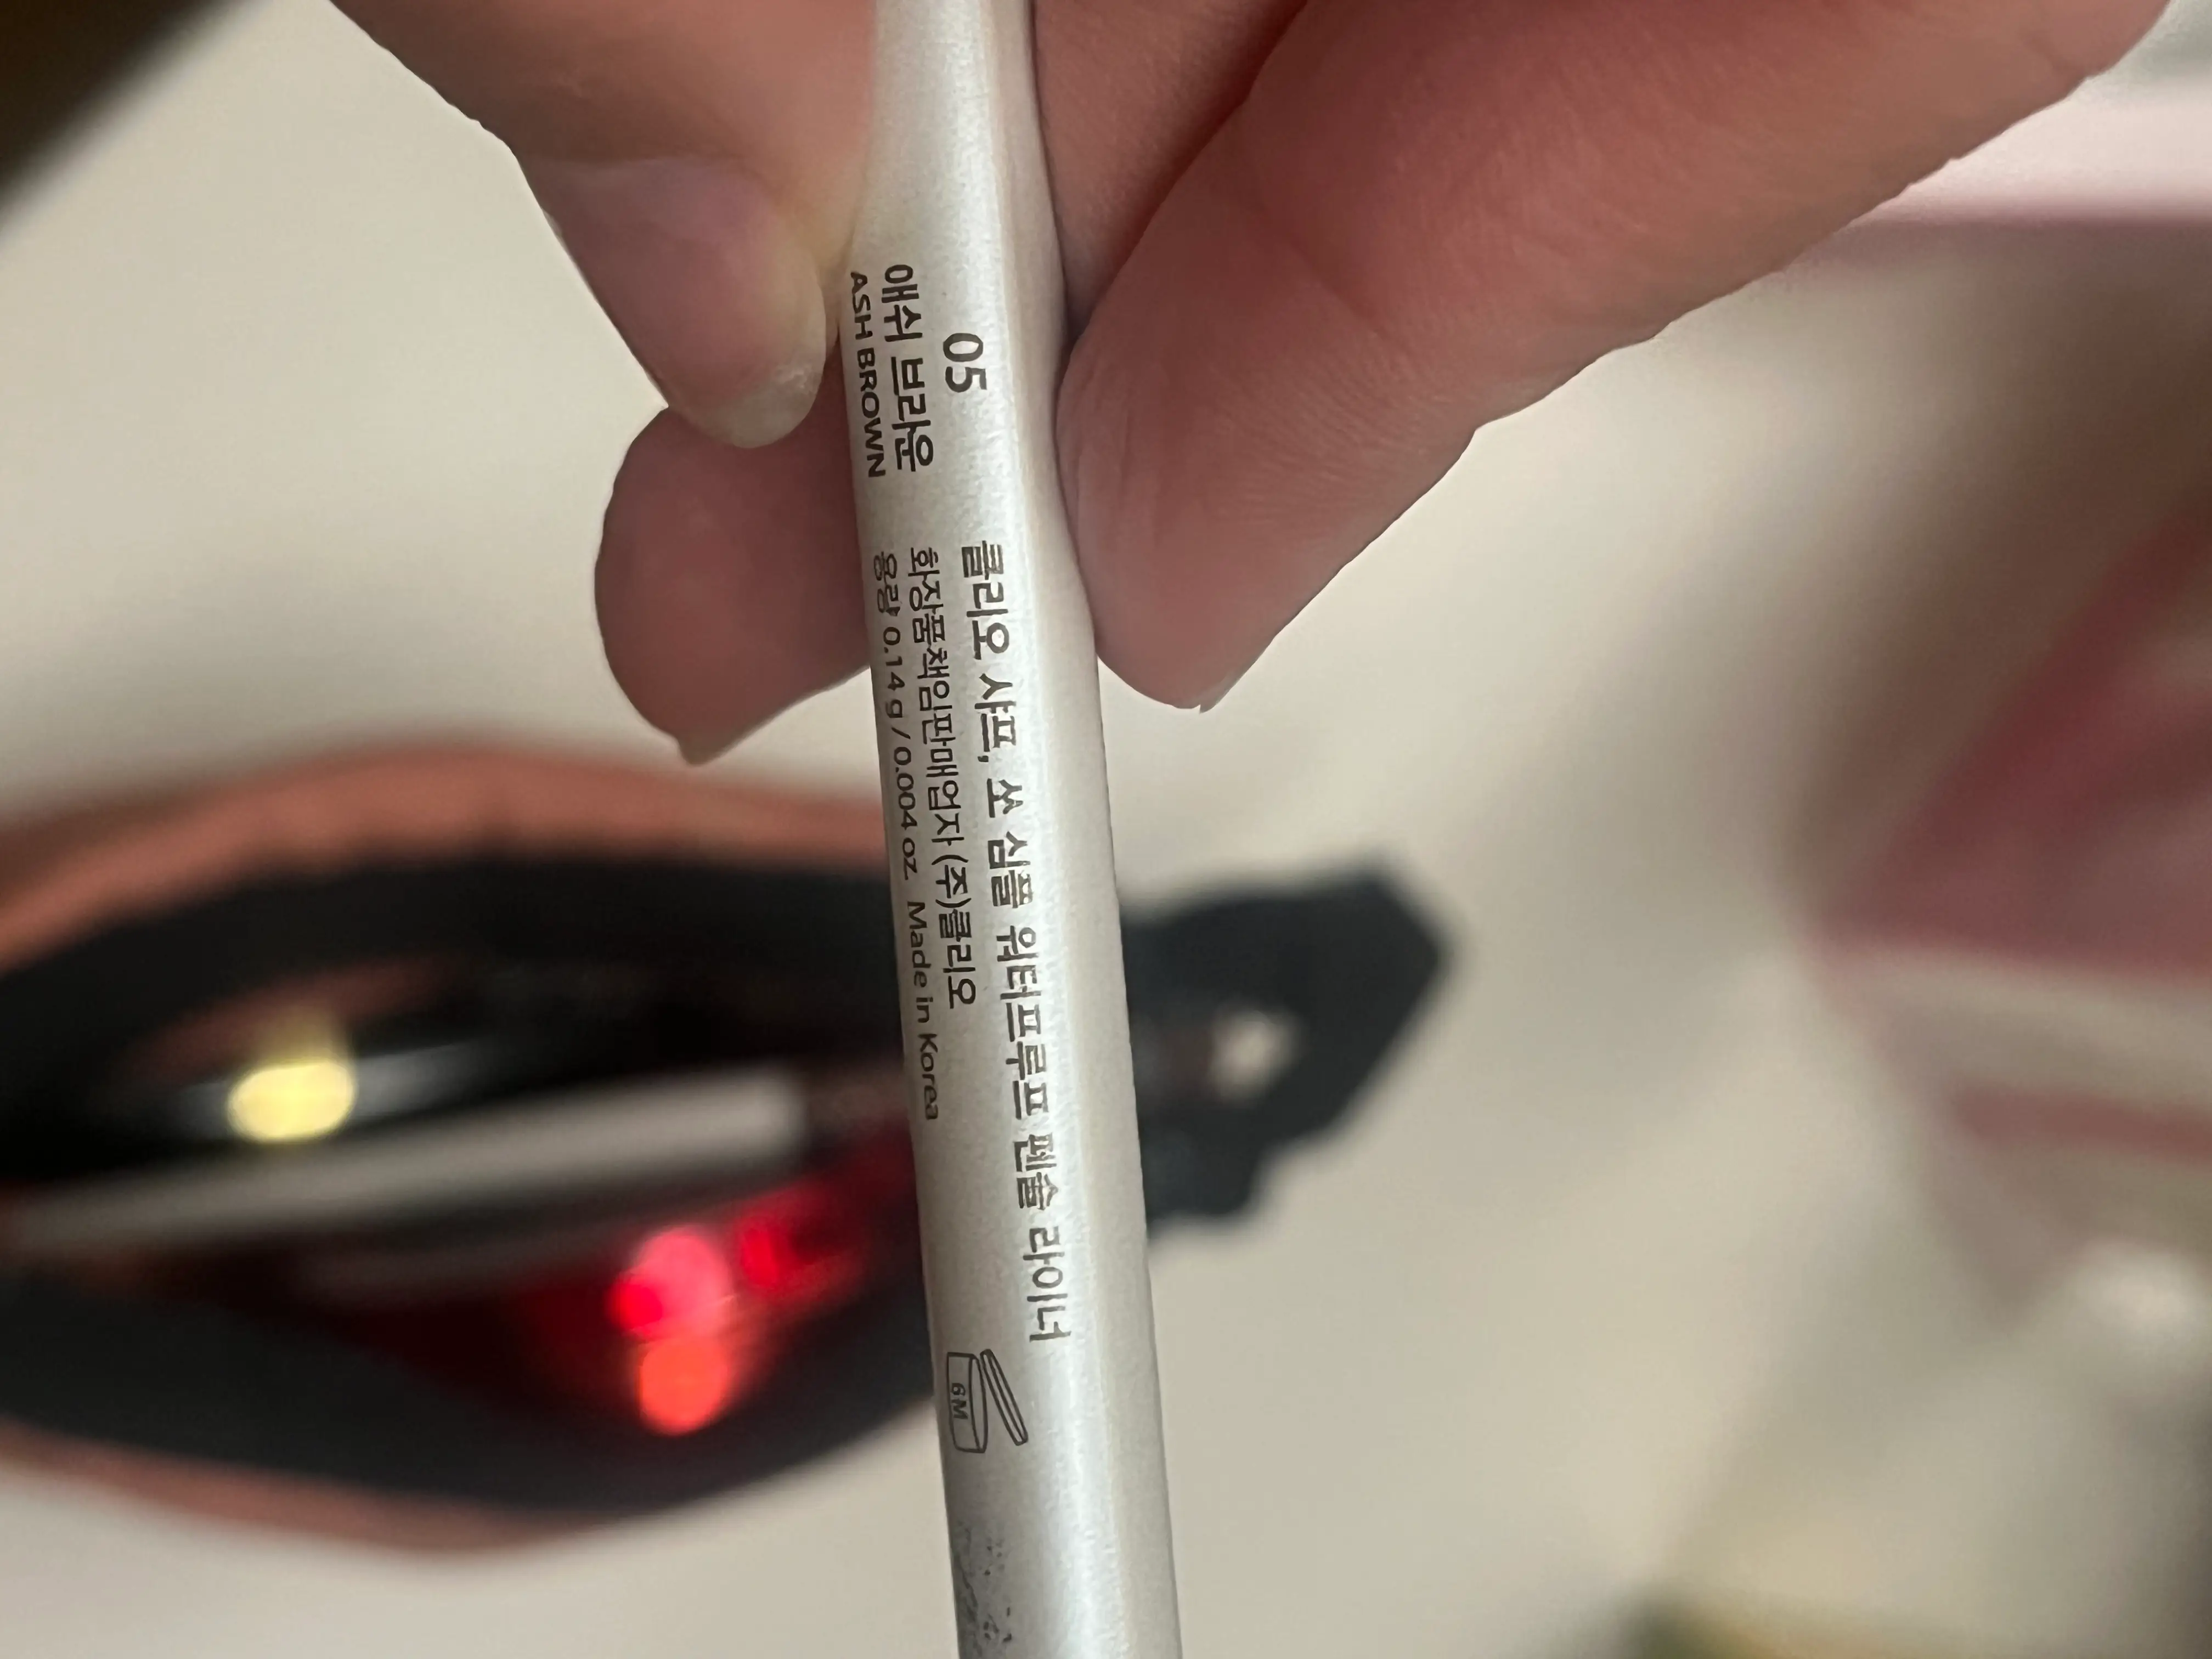 05
애쉬 브라운
ASH BROWN
클리오 샤프, 쏘 심플 워터프루프 펜슬 라이너
화장품책임판매업자 (주)클리오
용량 0.14 g / 0.004 oz. Made in Korea
6M